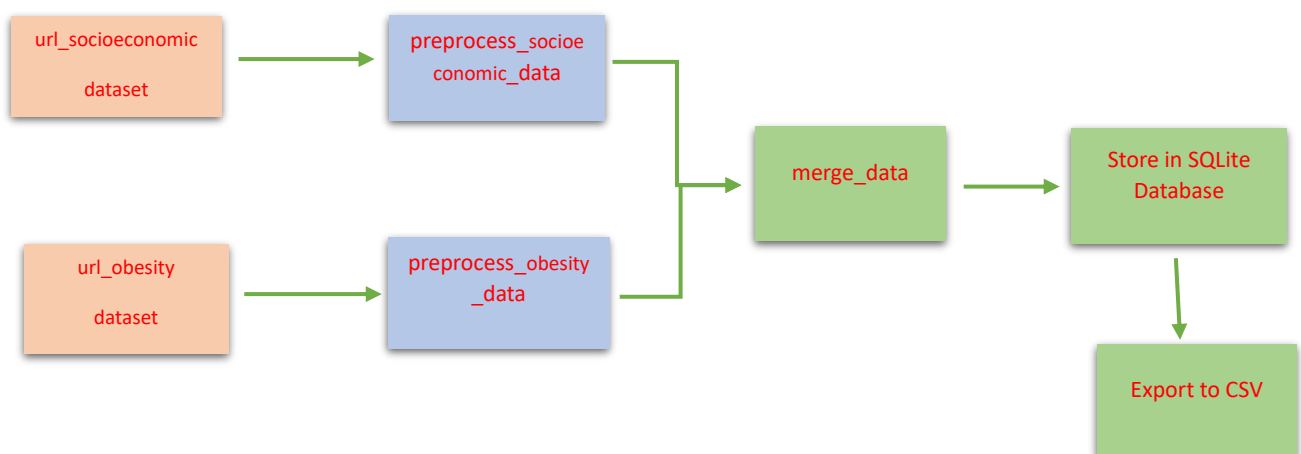 url_socioeconomic
dataset
preprocess_socioe
conomic_data
merge_data
Store in SQLite
Database
url_obesity
dataset
preprocess_obesity
_data
Export to CSV